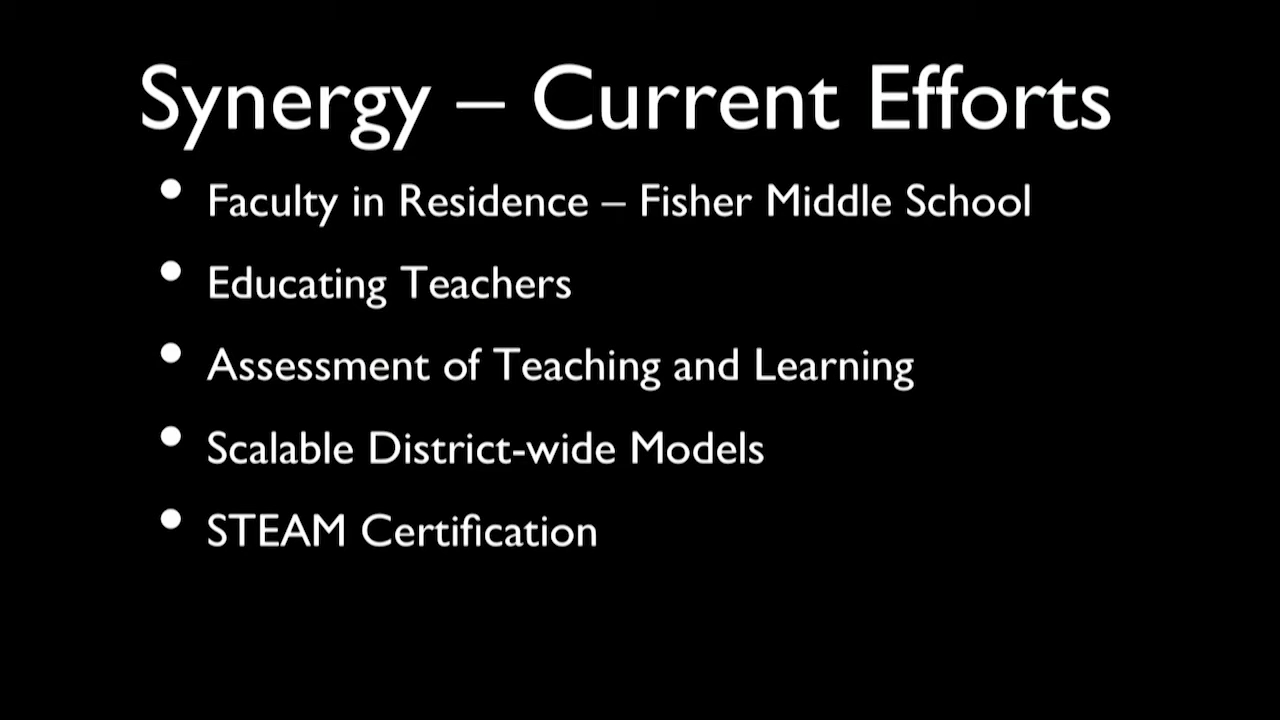 Synergy – Current Efforts
• Faculty in Residence – Fisher Middle School
• Educating Teachers
• Assessment of Teaching and Learning
• Scalable District-wide Models
• STEAM Certification